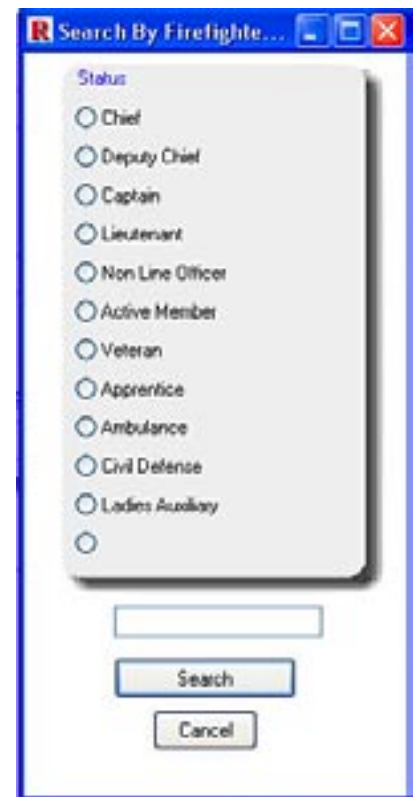 R Search By Firefighte...
Status
Chief
Deputy Chief
Captain
Lieutenant
Non Line Officer
Active Member
Veteran
Apprentice
Ambulance
Civil Defense
Ladies Auxiliary
Search
Cancel